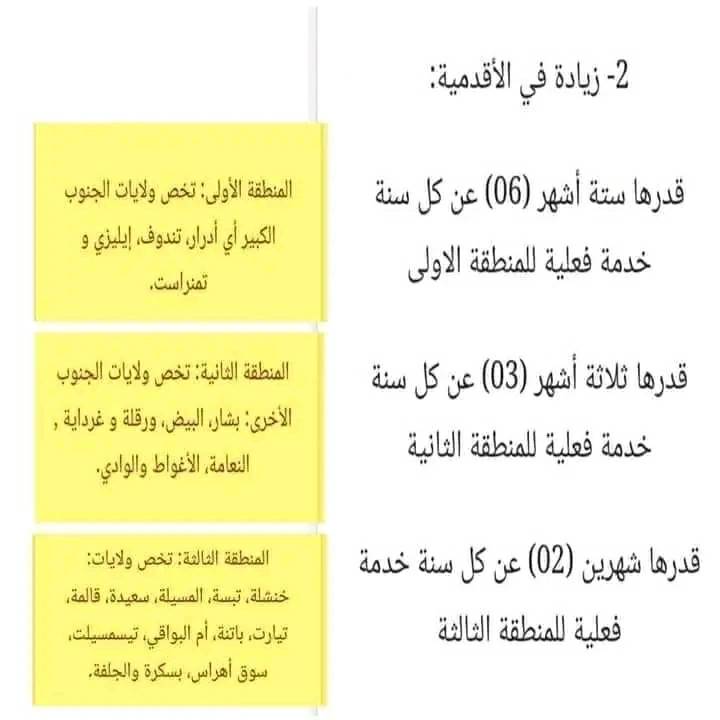 2- زيادة في الأقدمية:
قدرها ستة أشهر (06) عن كل سنة
خدمة فعلية للمنطقة الاولى
المنطقة الأولى: تخص ولايات الجنوب
الكبير أي أدرار، تندوف، إيليزي و
تمنراست.
قدرها ثلاثة أشهر (03) عن كل سنة
خدمة فعلية للمنطقة الثانية
المنطقة الثانية: تخص ولايات الجنوب
الأخرى: بشار، البيض، ورقلة و غرداية ,
النعامة، الأغواط والوادي.
قدرها شهرين (02) عن كل سنة خدمة
فعلية للمنطقة الثالثة
المنطقة الثالثة: تخص ولايات:
خنشلة، تبسة، المسيلة، سعيدة، قالمة،
تيارت، باتنة، أم البواقي، تيسمسيلت،
سوق أهراس، بسكرة والجلفة.